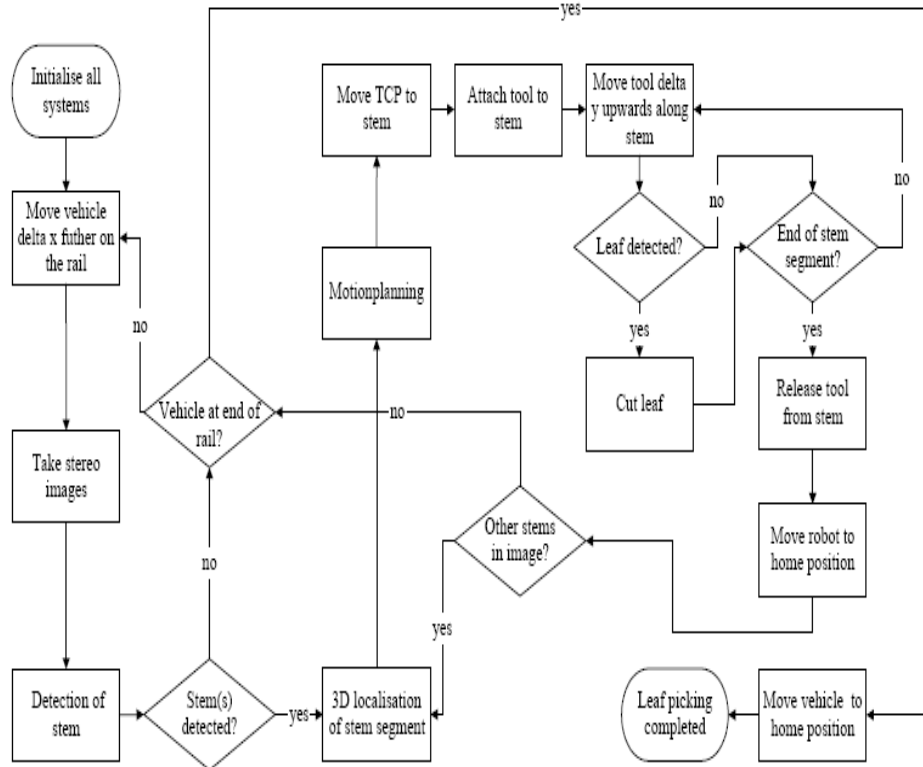 yes
Initialise all
systems
Move TCP to
stem
Attach tool to
stem
Move tool delta
y upwards along
stem
no
no
Move vehicle
delta x futher on
the rail
Leaf detected?
End of stem
segment?
Motionplanning
no
yes
yes
Vehicle at end of
rail?
no
Cut leaf
Release tool
from stem
Take stereo
images
Other stems
in image?
Move robot to
home position
no
yes
Detection of
stem
Stem(s)
detected?
yes
3D localisation
of stem segment
Leaf picking
completed
Move vehicle to
home position